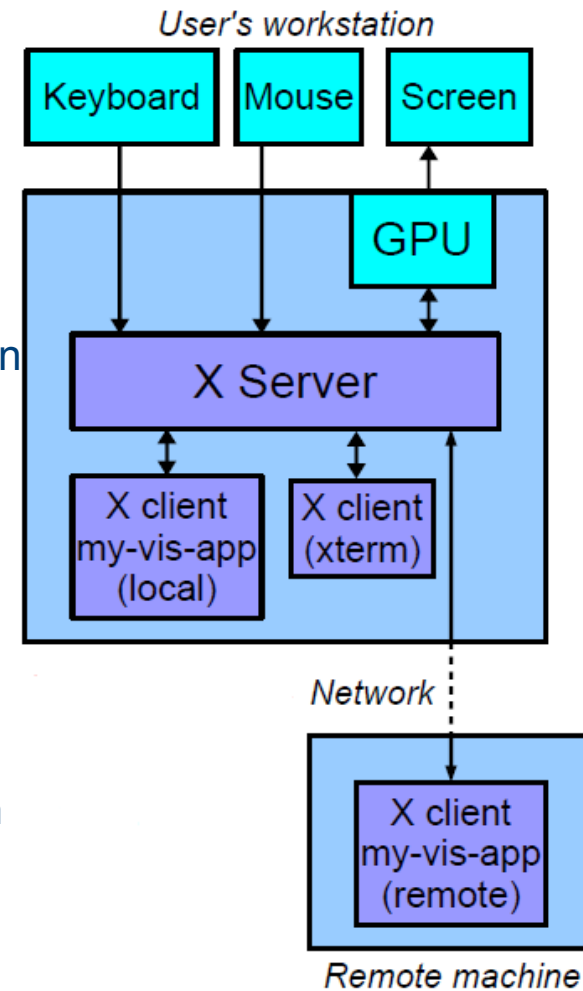 User's workstation
Keyboard
Mouse
Screen
GPU
n
X Server
X client
my-vis-app
(local)
X client
(xterm)
Network
X client
my-vis-app
(remote)
Remote machine